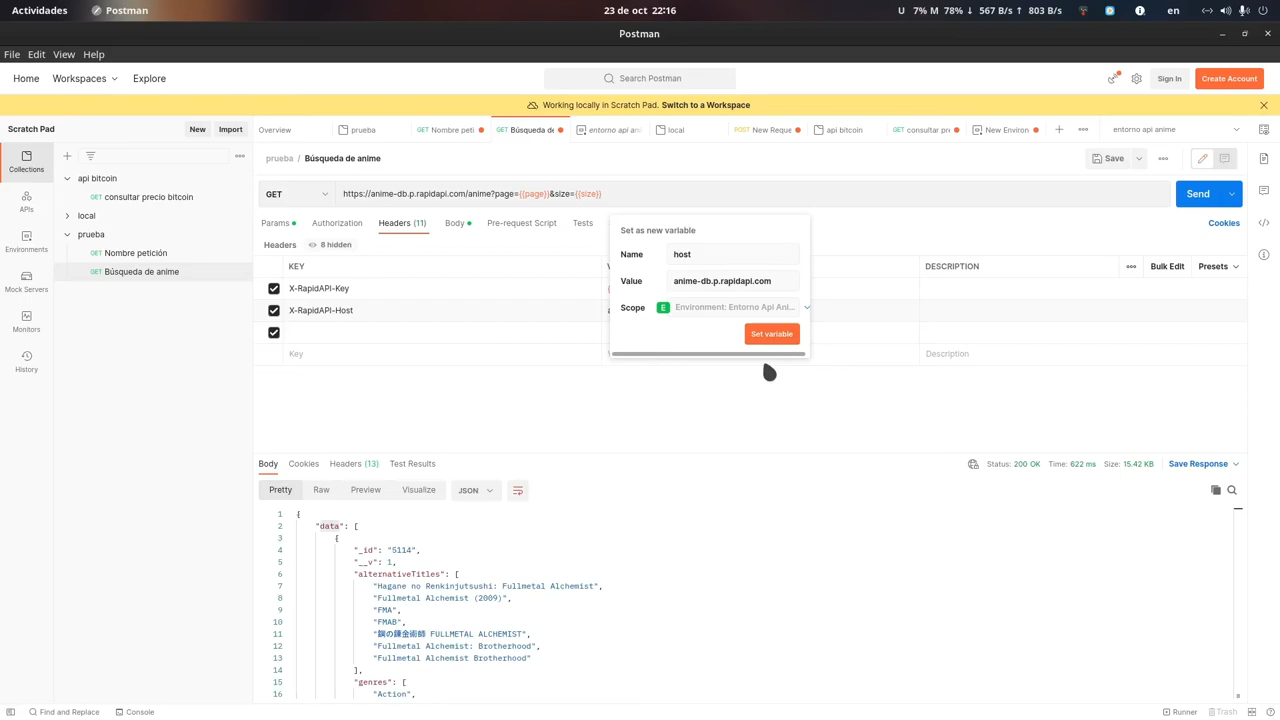 Actividades Postman 23 de oct 22:16 U 7% M 78% ↓ 567 B/s ↑ 803 B/s en
Postman
File Edit View Help
Home Workspaces Explore Search Postman Sign In Create Account
Working locally in Scratch Pad. Switch to a Workspace
Scratch Pad New Import Overview prueba GET Nombre peti GET Búsqueda de entorno api anim local POST New Reque api bitcoin GET consultar pre New Environ entorno api anime
Collections
APIs
Environments
Mock Servers
Monitors
History
api bitcoin
GET consultar precio bitcoin
local
prueba
GET Nombre petición
GET Búsqueda de anime
prueba / Búsqueda de anime Save
GET https://anime-db.p.rapidapi.com/anime?page={{page}}&size={{size}} Send
Params Authorization Headers (11) Body Pre-request Script Tests Cookies
Headers 8 hidden
KEY DESCRIPTION Bulk Edit Presets
X-RapidAPI-Key
X-RapidAPI-Host
Key Description
Set as new variable
Name host
Value anime-db.p.rapidapi.com
Scope E Environment: Entorno Api Ani...
Set variable
Body Cookies Headers (13) Test Results Status: 200 OK Time: 622 ms Size: 15.42 KB Save Response
Pretty Raw Preview Visualize JSON
1 {
2 "data": [
3 {
4 "_id": "5114",
5 "__v": 1,
6 "alternativeTitles": [
7 "Hagane no Renkinjutsushi: Fullmetal Alchemist",
8 "Fullmetal Alchemist (2009)",
9 "FMA",
10 "FMAB",
11 "鋼の錬金術師 FULLMETAL ALCHEMIST",
12 "Fullmetal Alchemist: Brotherhood",
13 "Fullmetal Alchemist Brotherhood"
14 ],
15 "genres": [
16 "Action",
Find and Replace Console Runner Trash